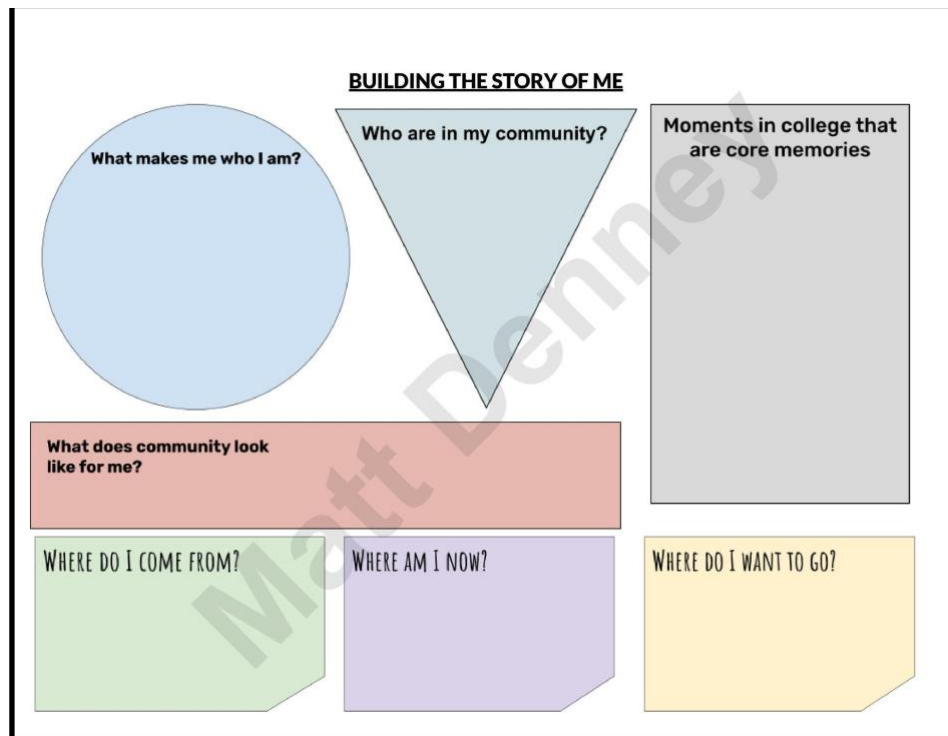 BUILDING THE STORY OF ME
What makes me who I am?
Who are in my community?
Moments in college that
are core memories
What does community look
like for me?
WHERE DO I COME FROM?
WHERE AM I NOW?
WHERE DO I WANT TO GO?
Matt Denney